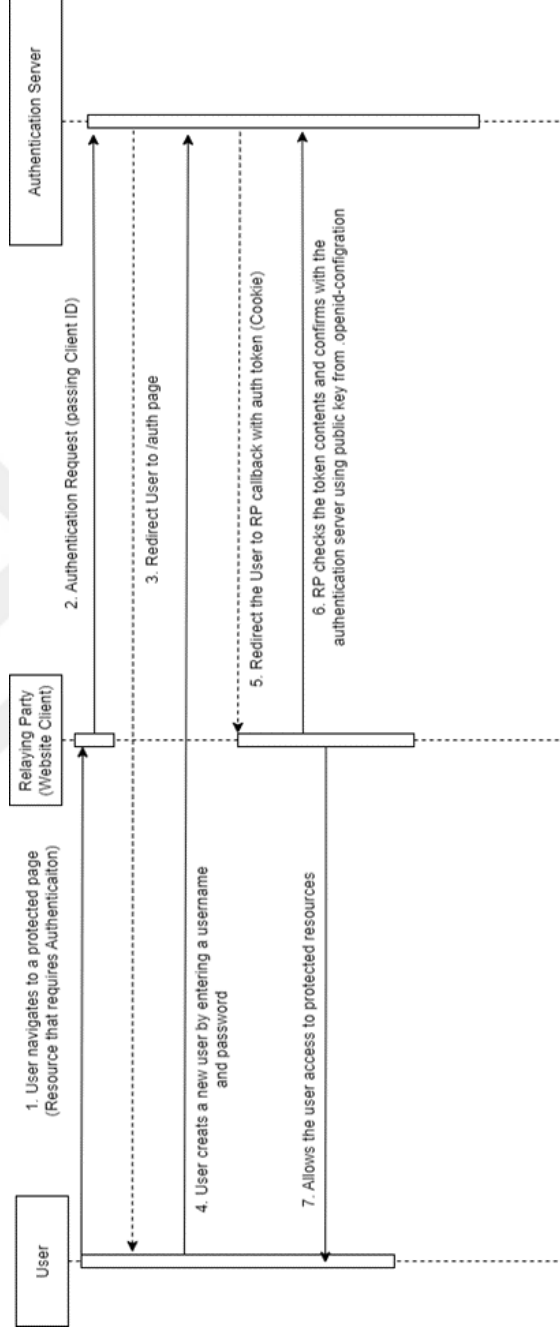 User
Relaying Party
(Website Client)
Authentication Server
1. User navigates to a protected page
(Resource that requires Authenticaiton)
2. Authentication Request (passing Client ID)
3. Redirect User to /auth page
4. User creats a new user by entering a username
and password
5. Redirect the User to RP callback with auth token (Cookie)
6. RP checks the token contents and confirms with the
authentication server using public key from .openid-configration
7. Allows the user access to protected resources